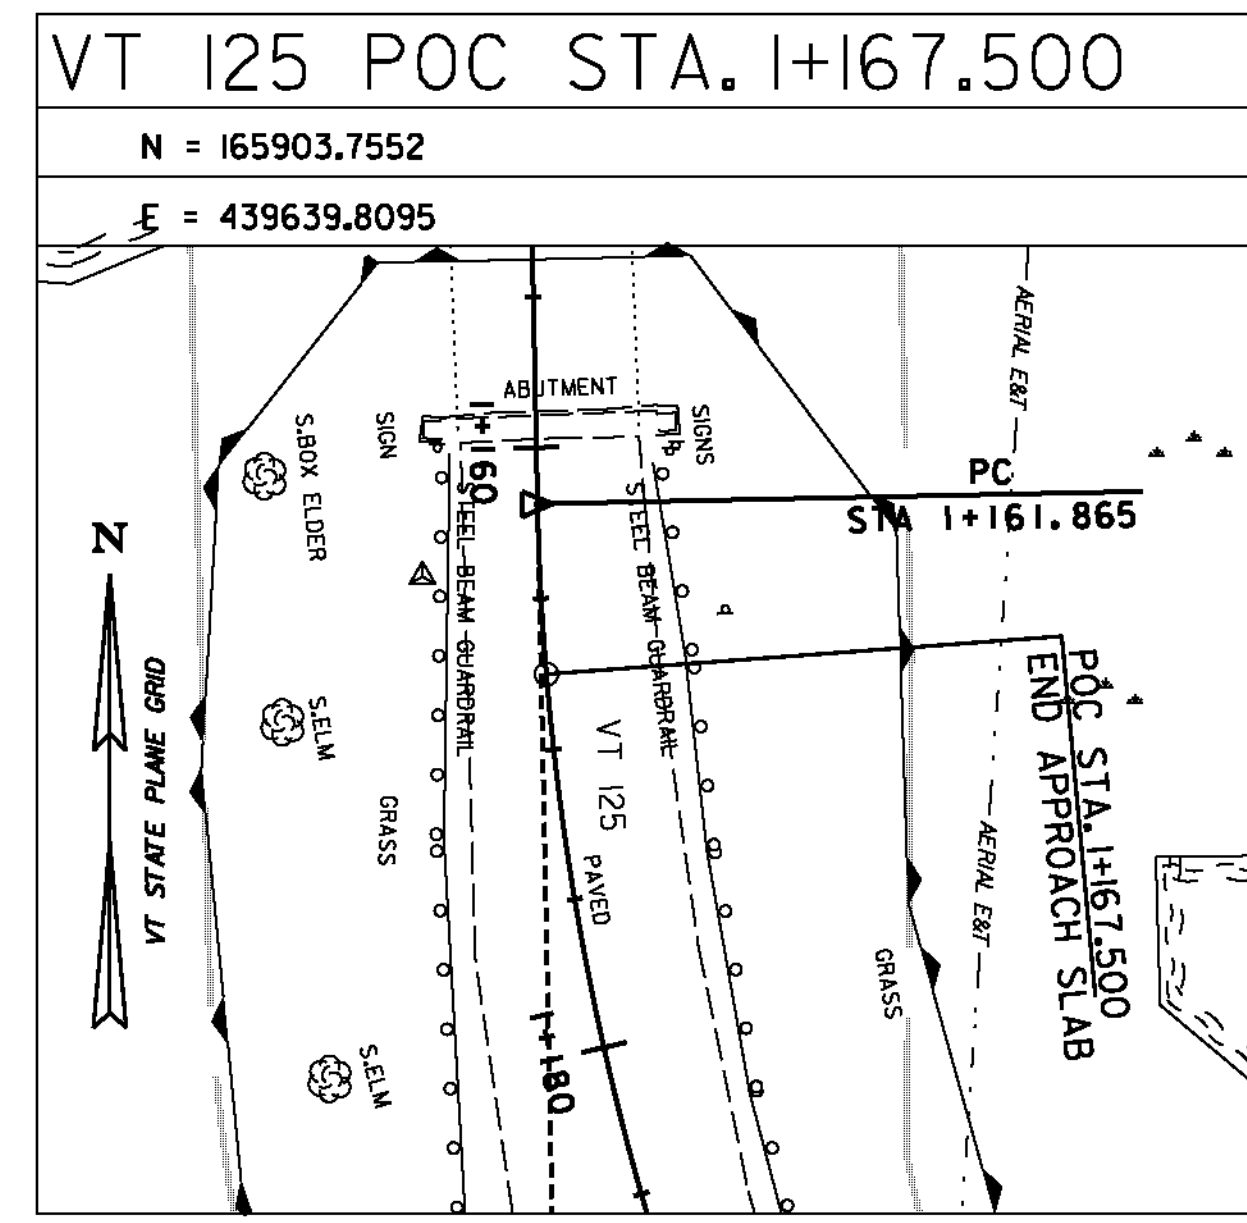 VT 125 POC STA. 1+167.500
N = 165903.7552
E = 439639.8095
ABUTMENT
SIGN
SIGNS
1+160
S.BOX ELDER
STEEL BEAM GUARDRAIL
STEEL BEAM GUARDRAIL
AERIAL E&T
PC
STA 1+161.865
N
VT STATE PLANE GRID
S.ELM
GRASS
VT 125
PAVED
POC STA. 1+167.500
END APPROACH SLAB
AERIAL E&T
GRASS
1+180
S.ELM